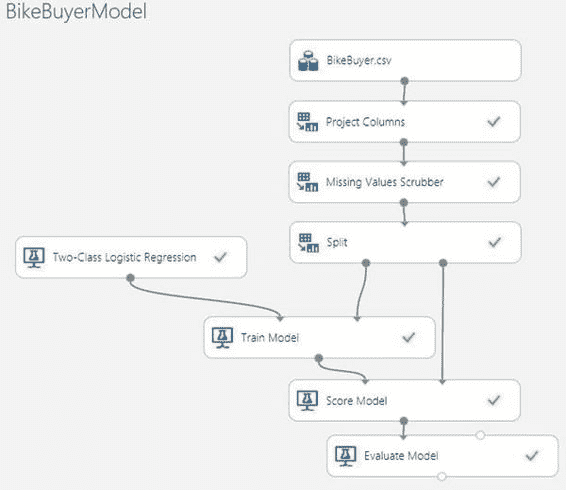 BikeBuyerModel
BikeBuyer.csv
Project Columns
Missing Values Scrubber
Split
Two-Class Logistic Regression
Train Model
Score Model
Evaluate Model